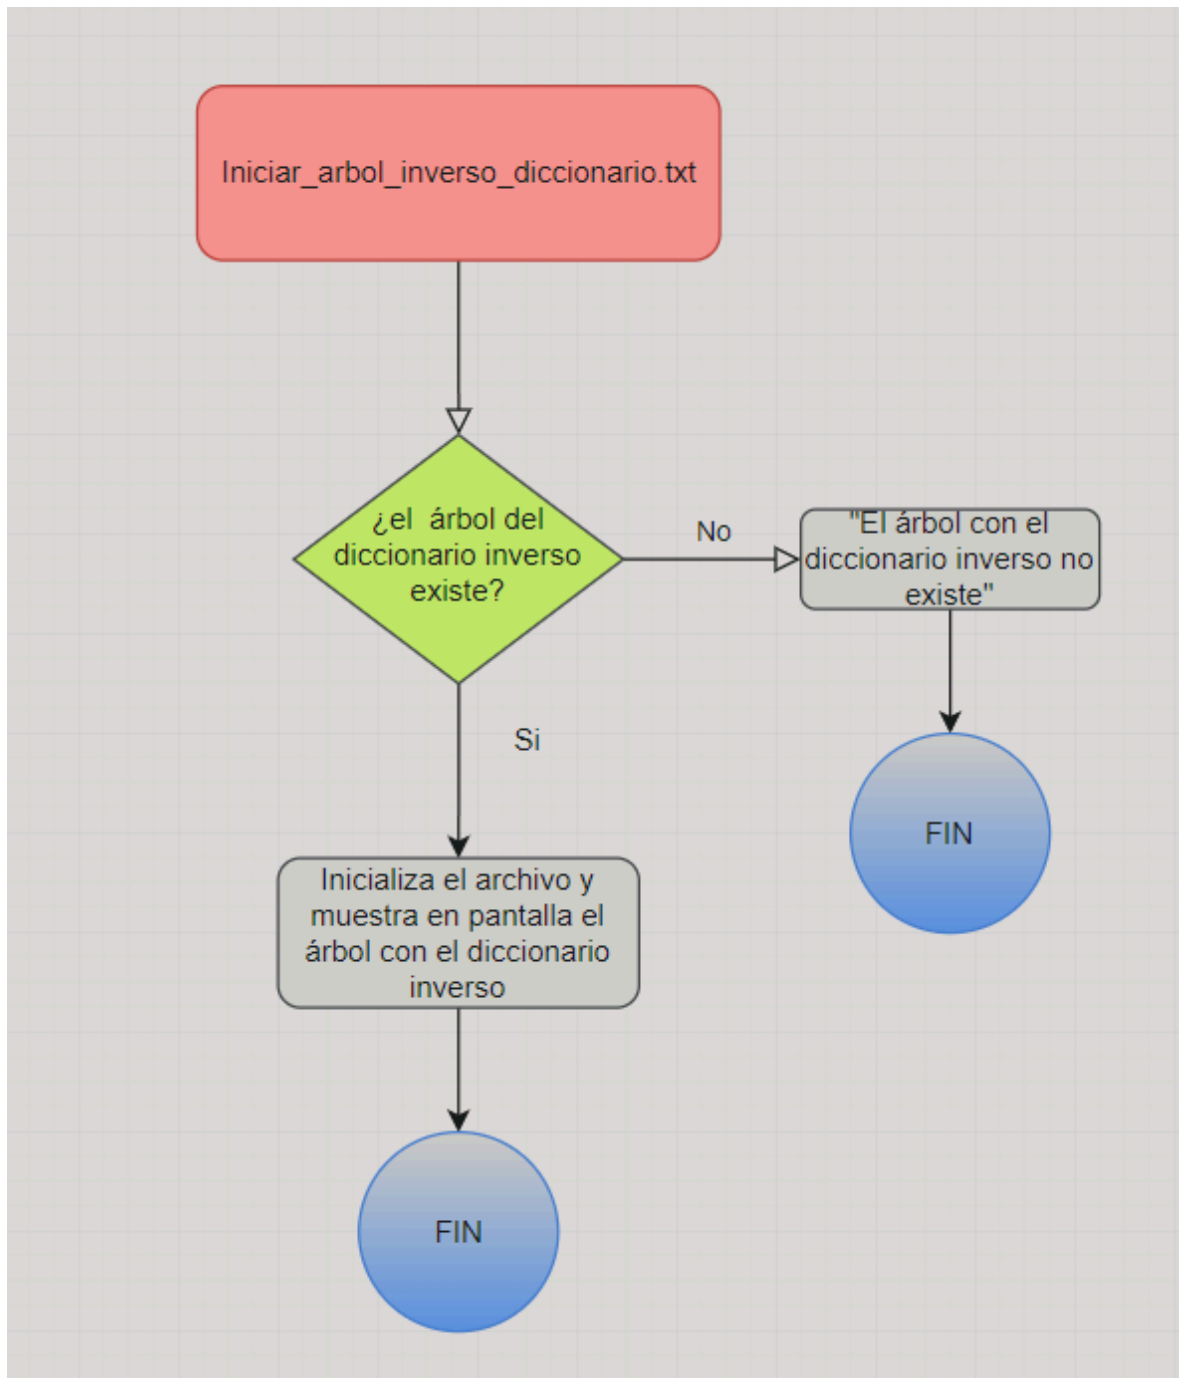 Iniciar_arbol_inverso_diccionario.txt
¿el  árbol del
diccionario inverso
existe?
No
"El árbol con el
diccionario inverso no
existe"
Si
FIN
Inicializa el archivo y
muestra en pantalla el
árbol con el diccionario
inverso
FIN